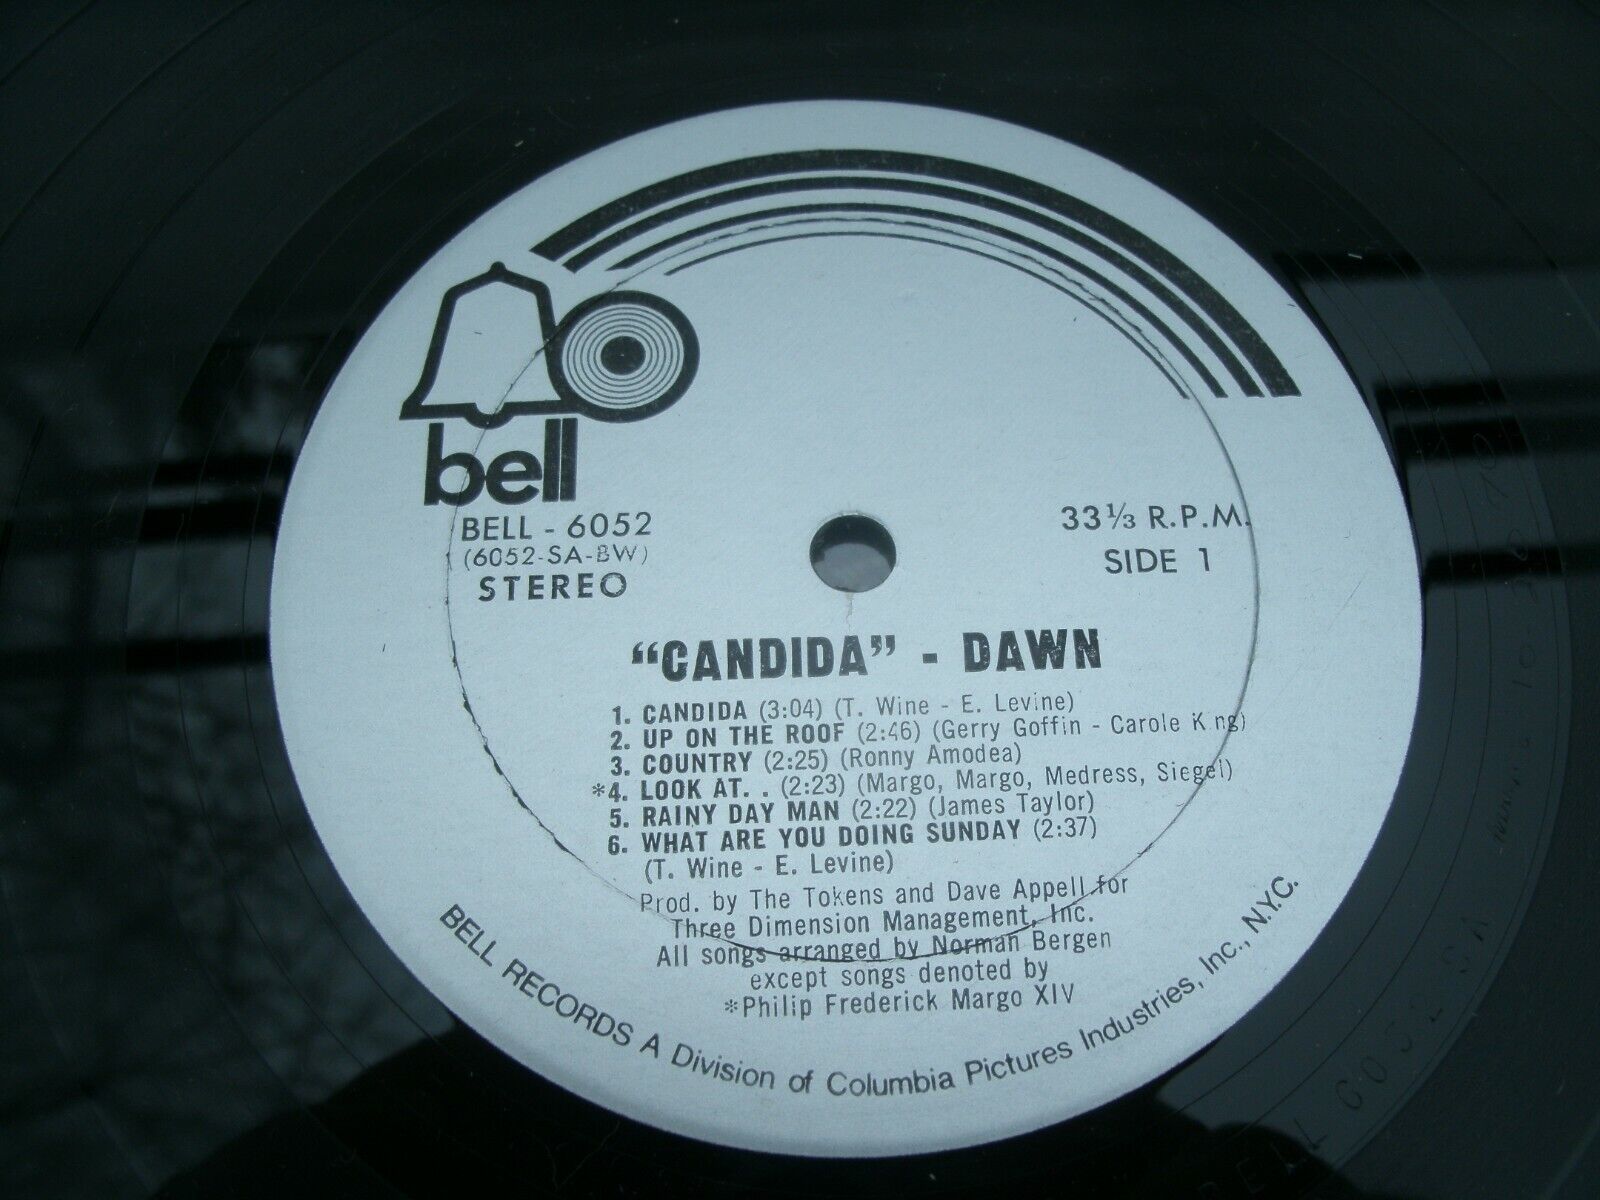 bell
BELL - 6052
(6052-SA-BW)
STEREO
33 1/3 R.P.M.
SIDE 1
“CANDIDA” - DAWN
1. CANDIDA (3:04) (T. Wine - E. Levine)
2. UP ON THE ROOF (2:46) (Gerry Goffin - Carole King)
3. COUNTRY (2:25) (Ronny Amodea)
*4. LOOK AT. . (2:23) (Margo, Margo, Medress, Siegel)
5. RAINY DAY MAN (2:22) (James Taylor)
6. WHAT ARE YOU DOING SUNDAY (2:37)
(T. Wine - E. Levine)
Prod. by The Tokens and Dave Appell for
Three Dimension Management, Inc.
All songs arranged by Norman Bergen
except songs denoted by
*Philip Frederick Margo XIV
BELL RECORDS A Division of Columbia Pictures Industries, Inc., N.Y.C.